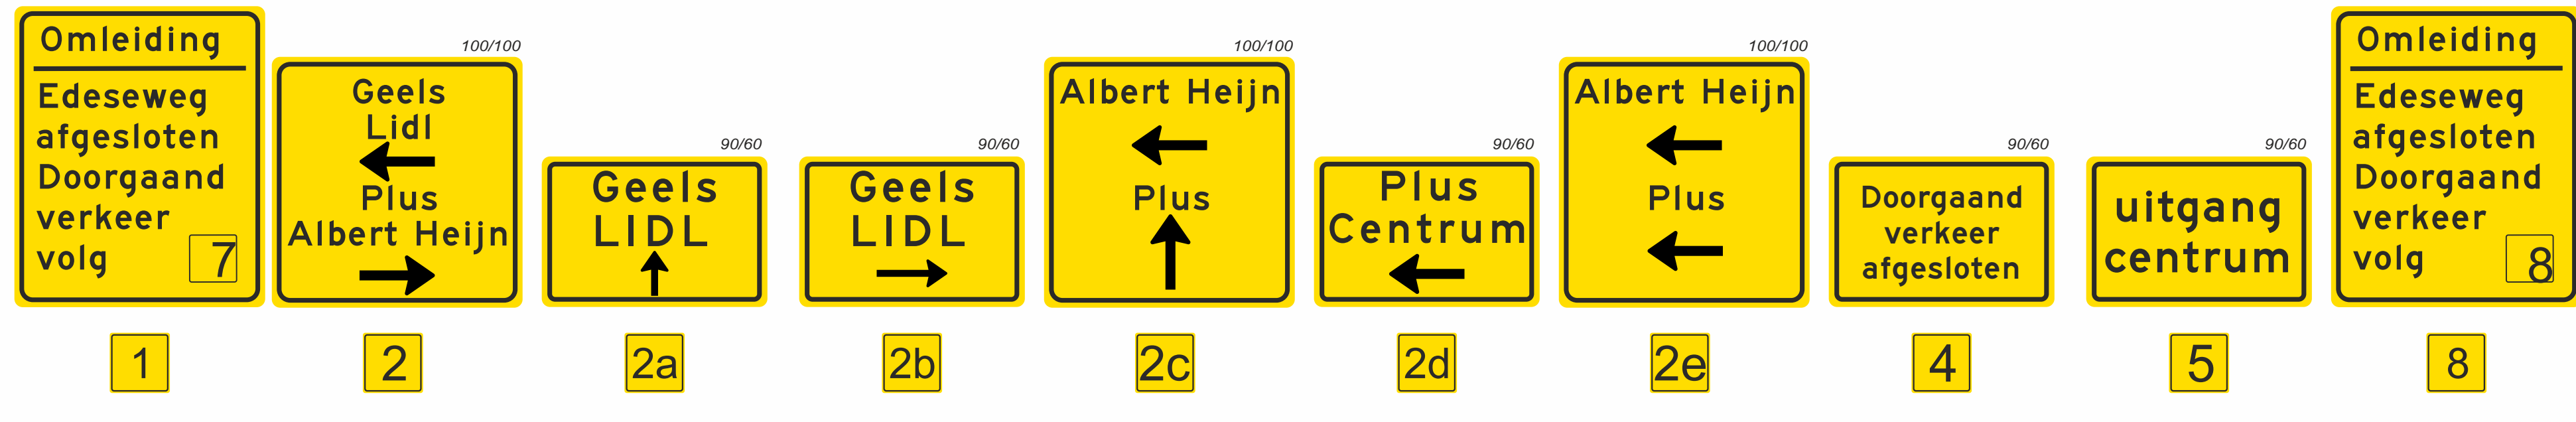 Omleiding
Edeseweg
afgesloten
Doorgaand
verkeer
volg 7
1
100/100
Geels
Lidl
Plus
Albert Heijn
2
90/60
Geels
LIDL
2a
90/60
Geels
LIDL
2b
100/100
Albert Heijn
Plus
2c
90/60
Plus
Centrum
2d
100/100
Albert Heijn
Plus
2e
90/60
Doorgaand
verkeer
afgesloten
4
90/60
uitgang
centrum
5
Omleiding
Edeseweg
afgesloten
Doorgaand
verkeer
volg 8
8